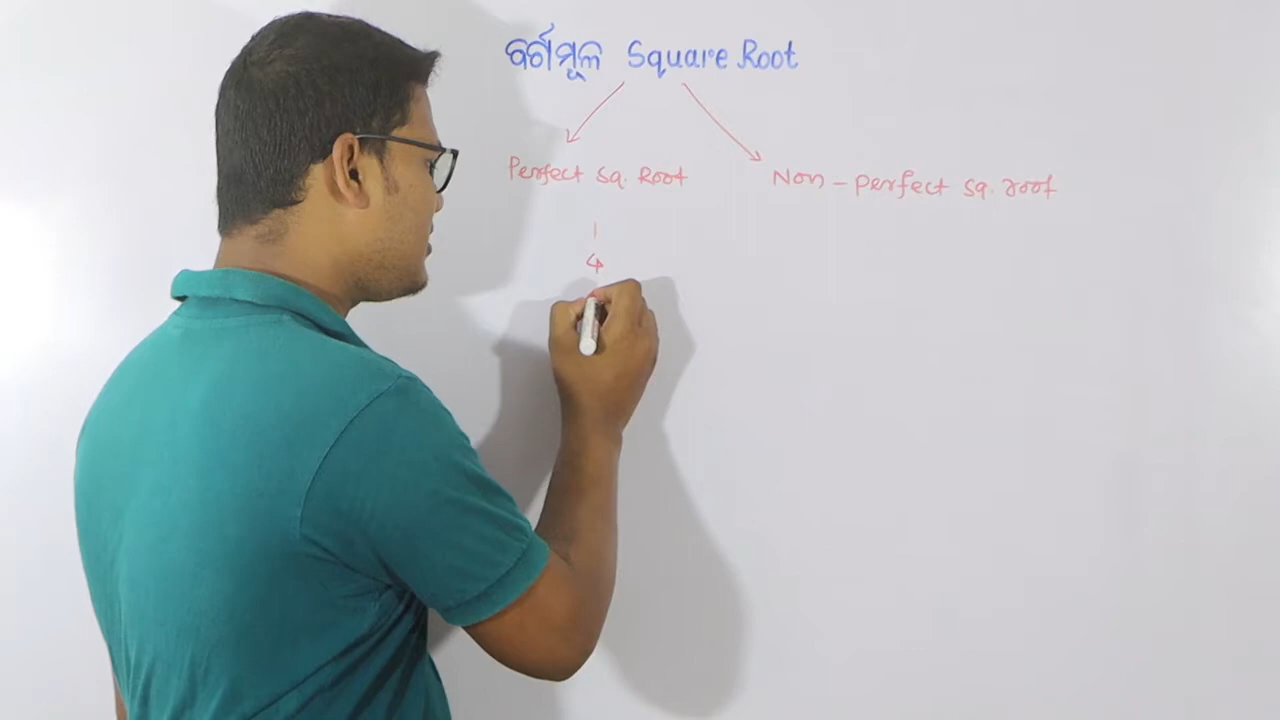 ବର୍ଗମୂଳ Square Root
Perfect Sq. Root
Non-perfect sq. root
1
4